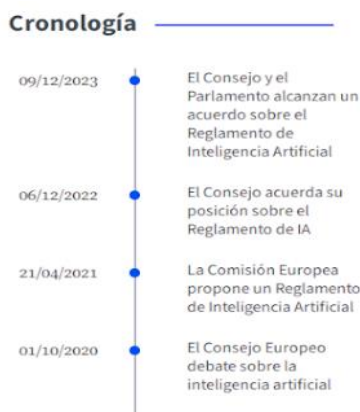 Cronología
09/12/2023
El Consejo y el
Parlamento alcanzan un
acuerdo sobre el
Reglamento de
Inteligencia Artificial
06/12/2022
El Consejo acuerda su
posición sobre el
Reglamento de IA
21/04/2021
La Comisión Europea
propone un Reglamento
de Inteligencia Artificial
01/10/2020
El Consejo Europeo
debate sobre la
inteligencia artificial